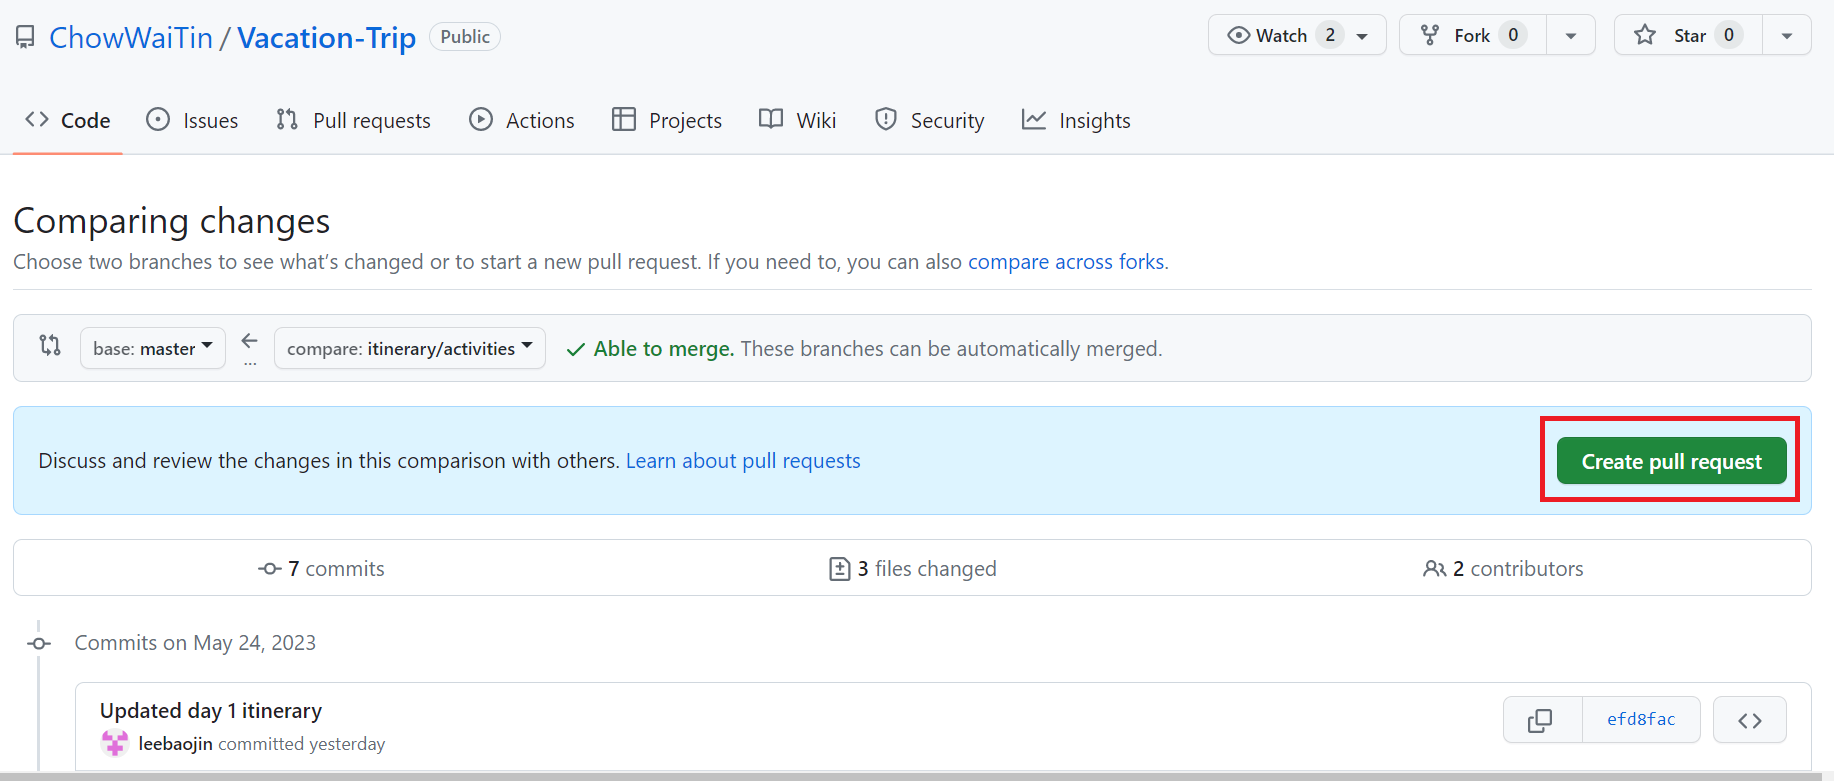 ChowWaiTin / Vacation-Trip Public Watch 2 Fork 0 Star 0
Code Issues Pull requests Actions Projects Wiki Security Insights
Comparing changes
Choose two branches to see what’s changed or to start a new pull request. If you need to, you can also compare across forks.
base: master ... compare: itinerary/activities Able to merge. These branches can be automatically merged.
Discuss and review the changes in this comparison with others. Learn about pull requests Create pull request
7 commits 3 files changed 2 contributors
Commits on May 24, 2023
Updated day 1 itinerary
efd8fac
leebaojin committed yesterday